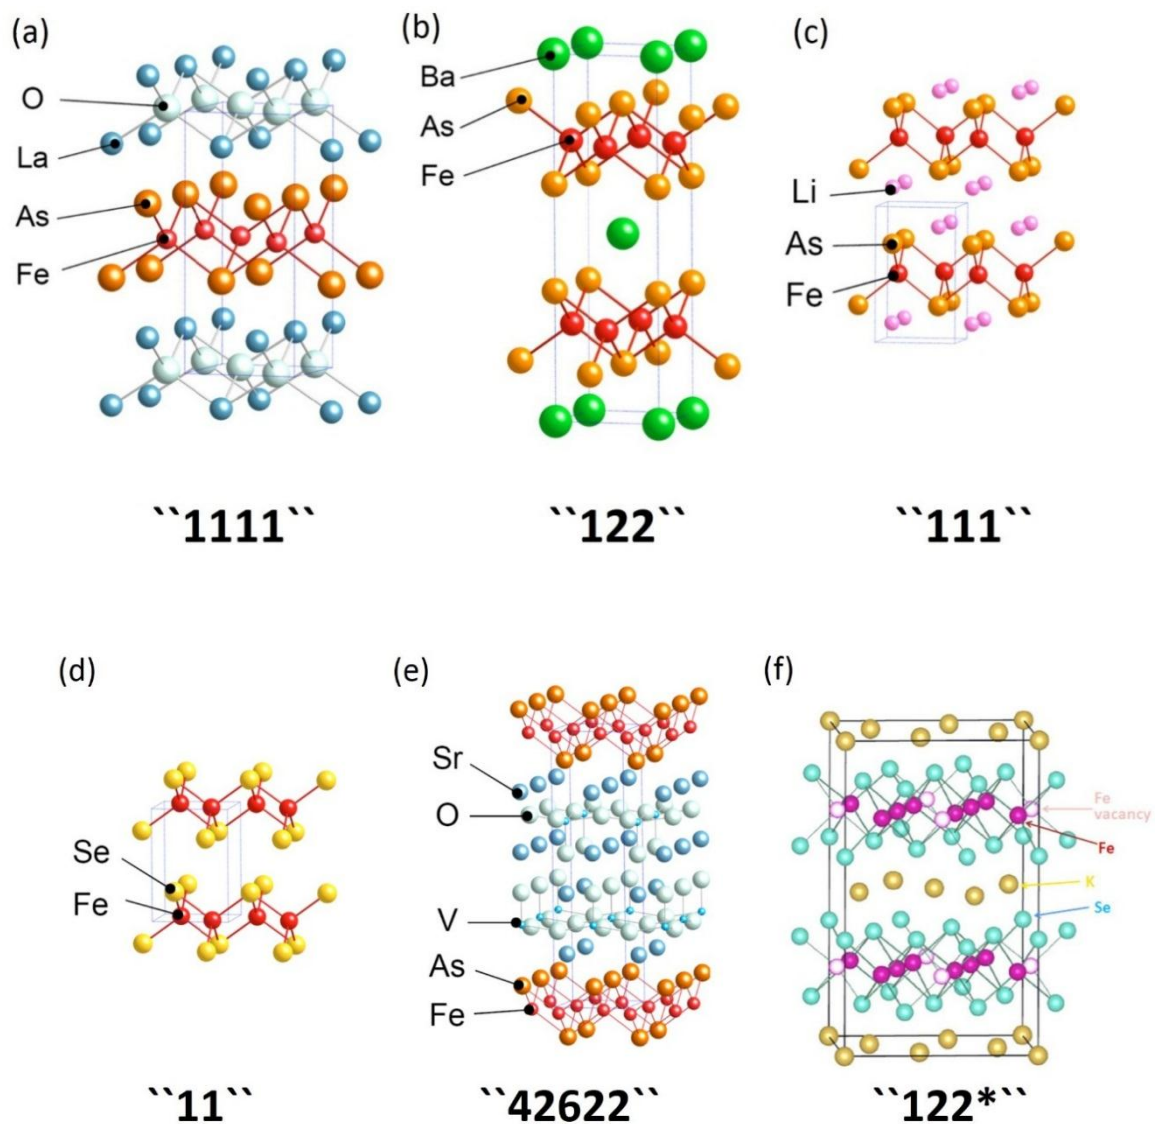 (a)
O
La
As
Fe
``1111``
(b)
Ba
As
Fe
``122``
(c)
Li
As
Fe
``111``
(d)
Se
Fe
``11``
(e)
Sr
O
V
As
Fe
``42622``
(f)
Fe
vacancy
Fe
K
Se
``122*``